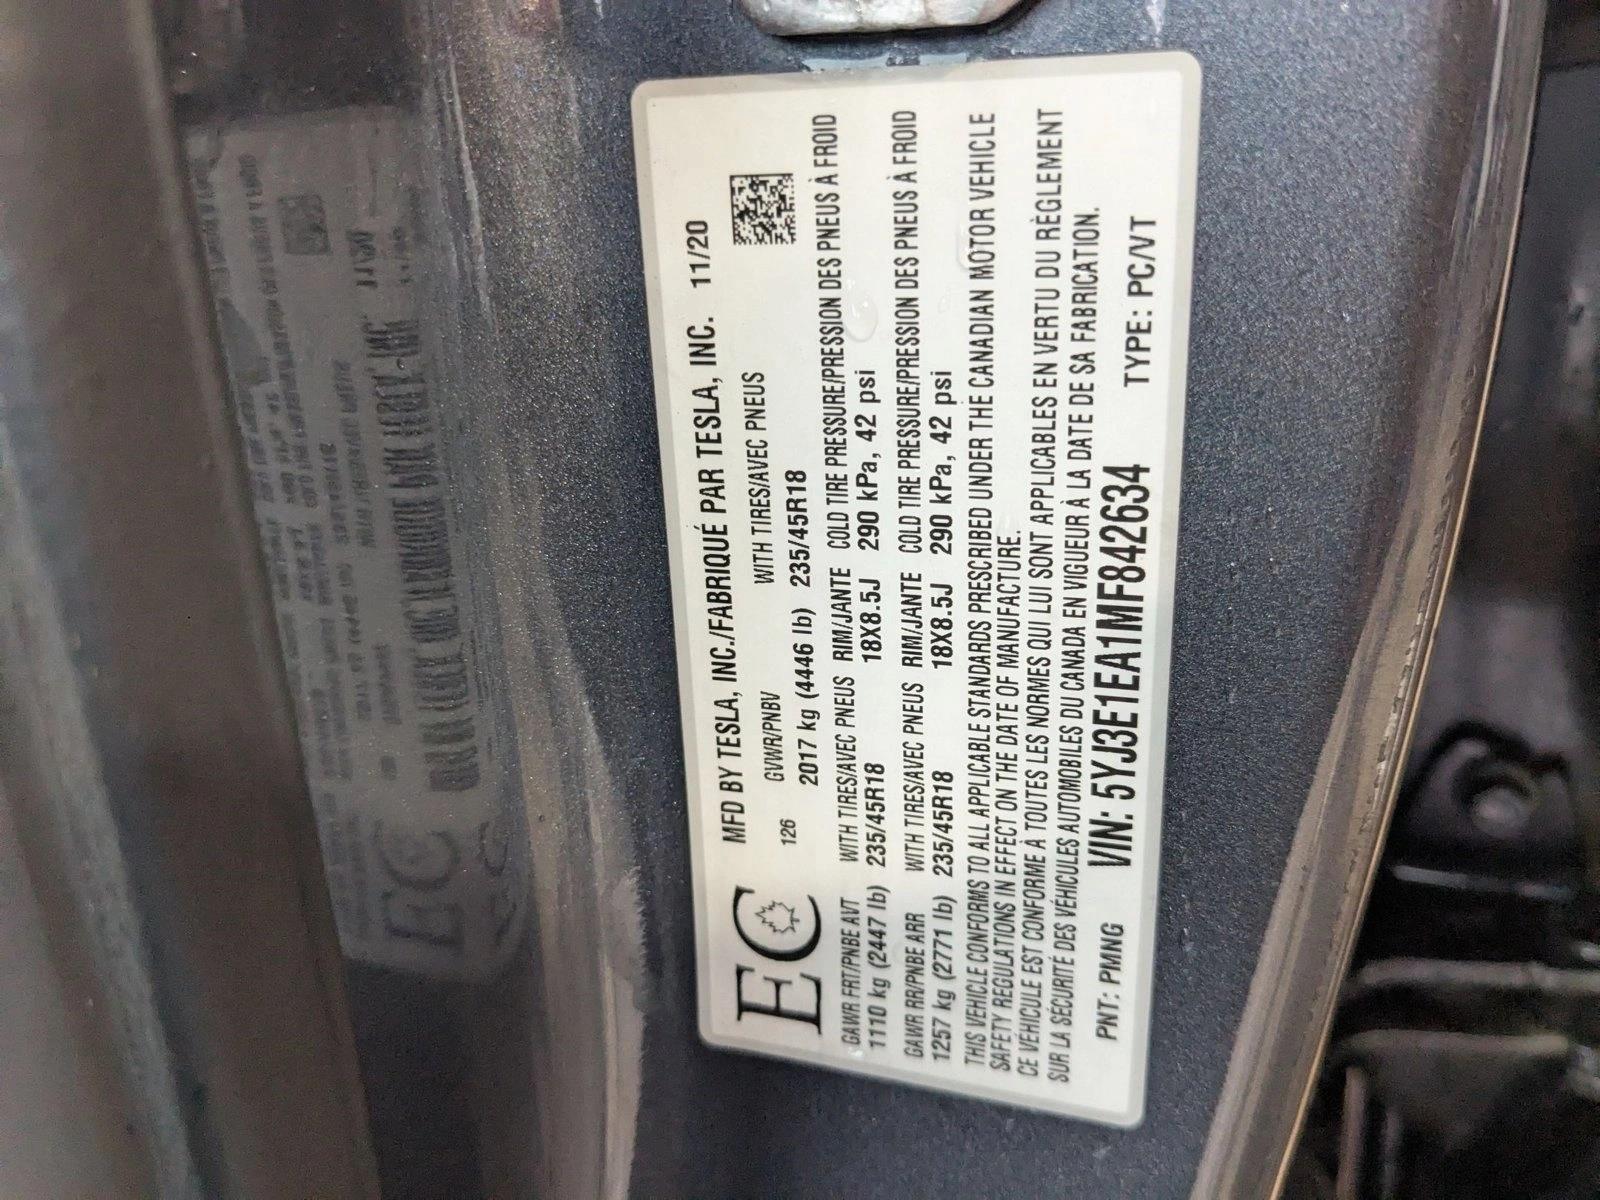 EC
MFD BY TESLA, INC./FABRIQUÉ PAR TESLA, INC. 11/20
126 GVWR/PNBV WITH TIRES/AVEC PNEUS
2017 kg (4446 lb) 235/45R18
GAWR FRT/PNBE AVT WITH TIRES/AVEC PNEUS RIM/JANTE COLD TIRE PRESSURE/PRESSION DES PNEUS À FROID
1110 kg (2447 lb) 235/45R18 18X8.5J 290 kPa, 42 psi
GAWR RR/PNBE ARR WITH TIRES/AVEC PNEUS RIM/JANTE COLD TIRE PRESSURE/PRESSION DES PNEUS À FROID
1257 kg (2771 lb) 235/45R18 18X8.5J 290 kPa, 42 psi
THIS VEHICLE CONFORMS TO ALL APPLICABLE STANDARDS PRESCRIBED UNDER THE CANADIAN MOTOR VEHICLE
SAFETY REGULATIONS IN EFFECT ON THE DATE OF MANUFACTURE.
CE VÉHICULE EST CONFORME À TOUTES LES NORMES QUI LUI SONT APPLICABLES EN VERTU DU RÈGLEMENT
SUR LA SÉCURITÉ DES VÉHICULES AUTOMOBILES DU CANADA EN VIGUEUR À LA DATE DE SA FABRICATION.
PNT: PMNG VIN: 5YJ3E1EA1MF842634 TYPE: PC/VT